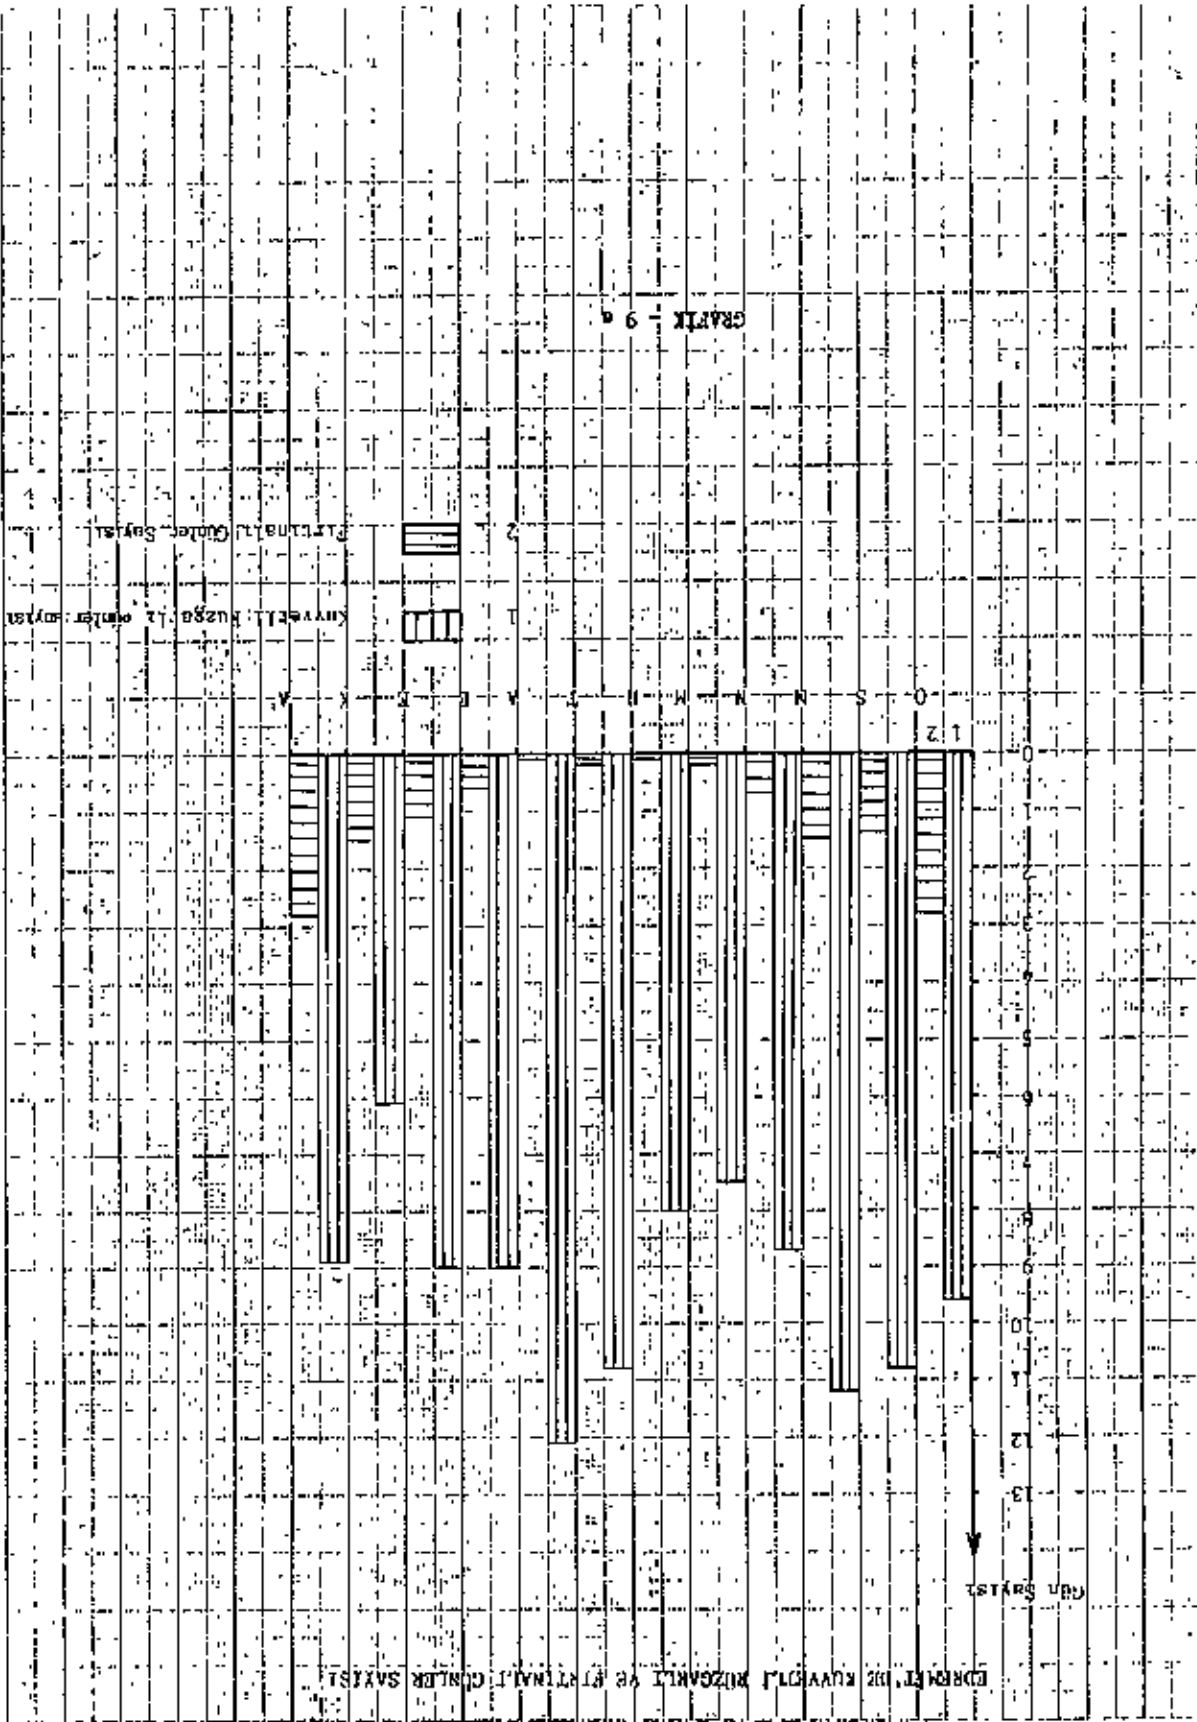 EDREMİT'DE KUVVETLİ RÜZGARLI VE FIRTINALI GÜNLER SAYISI
Gün Sayısı
13
12
11
10
9
8
7
6
5
4
3
2
1
0
1 2
O S M N M H T A E E K A
1 Kuvvetli Rüzgarlı günler sayısı
2 Fırtınalı Günler Sayısı
GRAFİK - 9 a